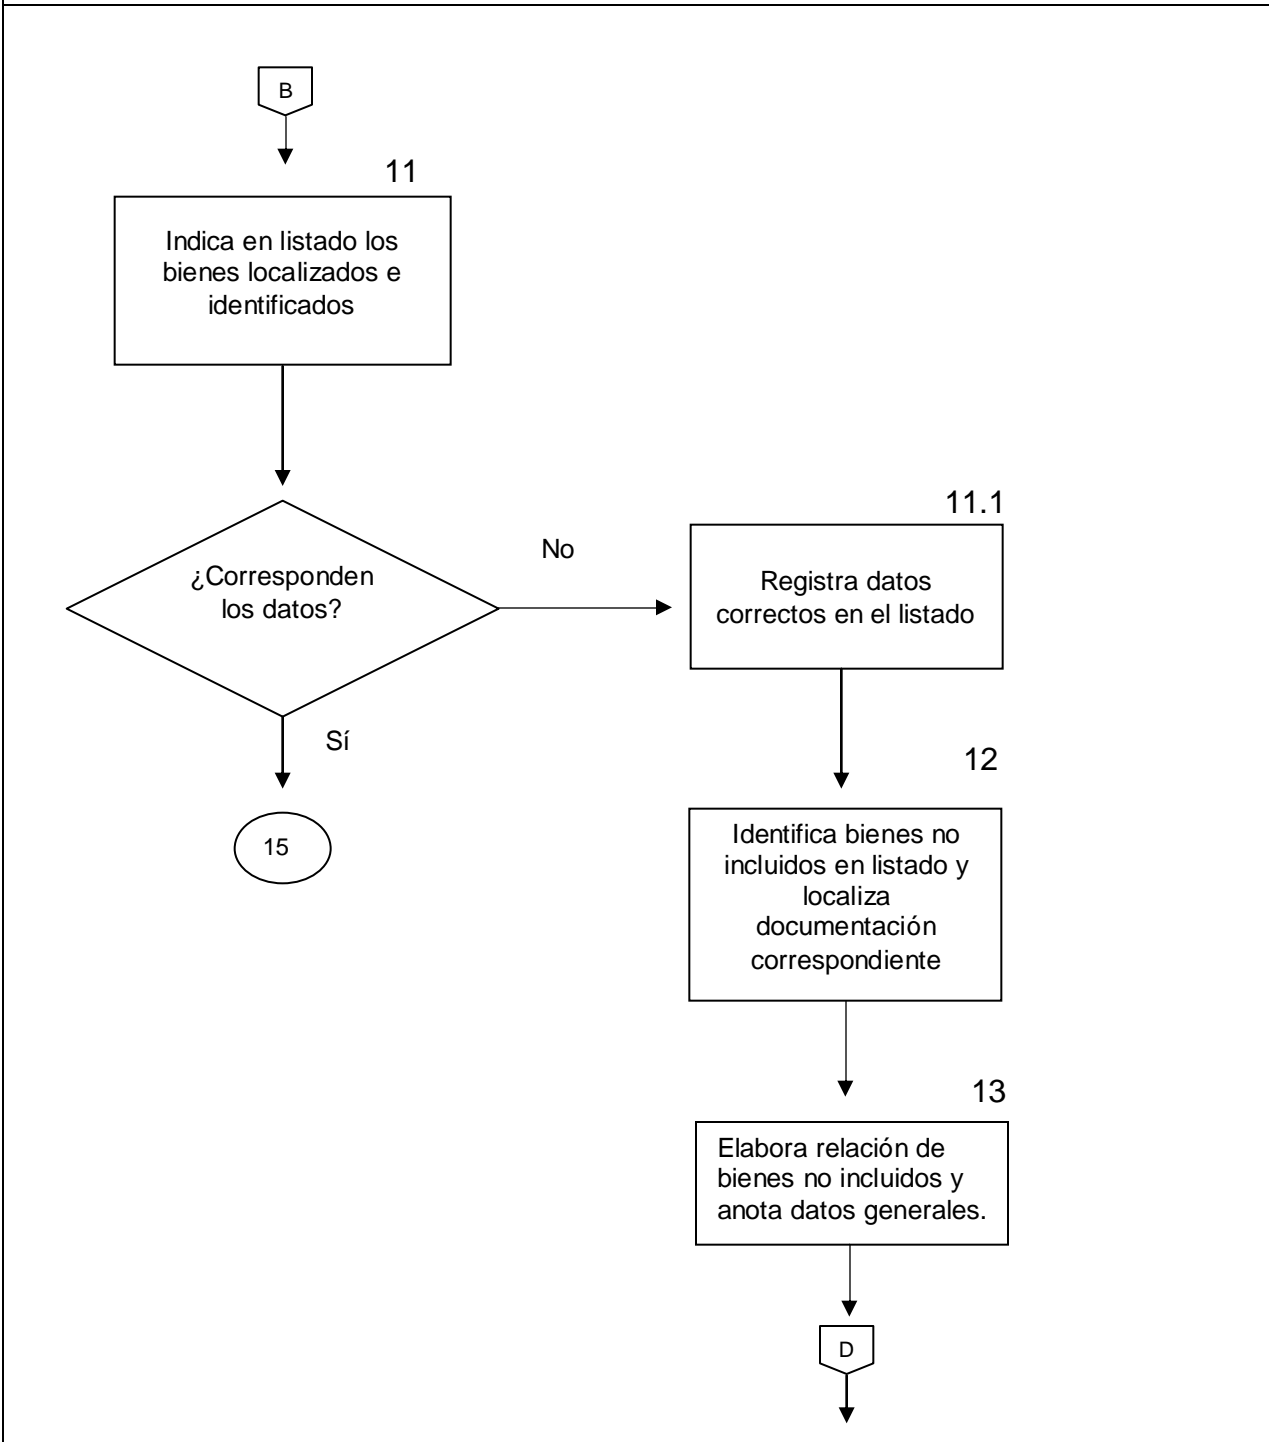 B
11
Indica en listado los
bienes localizados e
identificados
¿Corresponden
los datos?
No
Sí
15
11.1
Registra datos
correctos en el listado
12
Identifica bienes no
incluidos en listado y
localiza
documentación
correspondiente
13
Elabora relación de
bienes no incluidos y
anota datos generales.
D